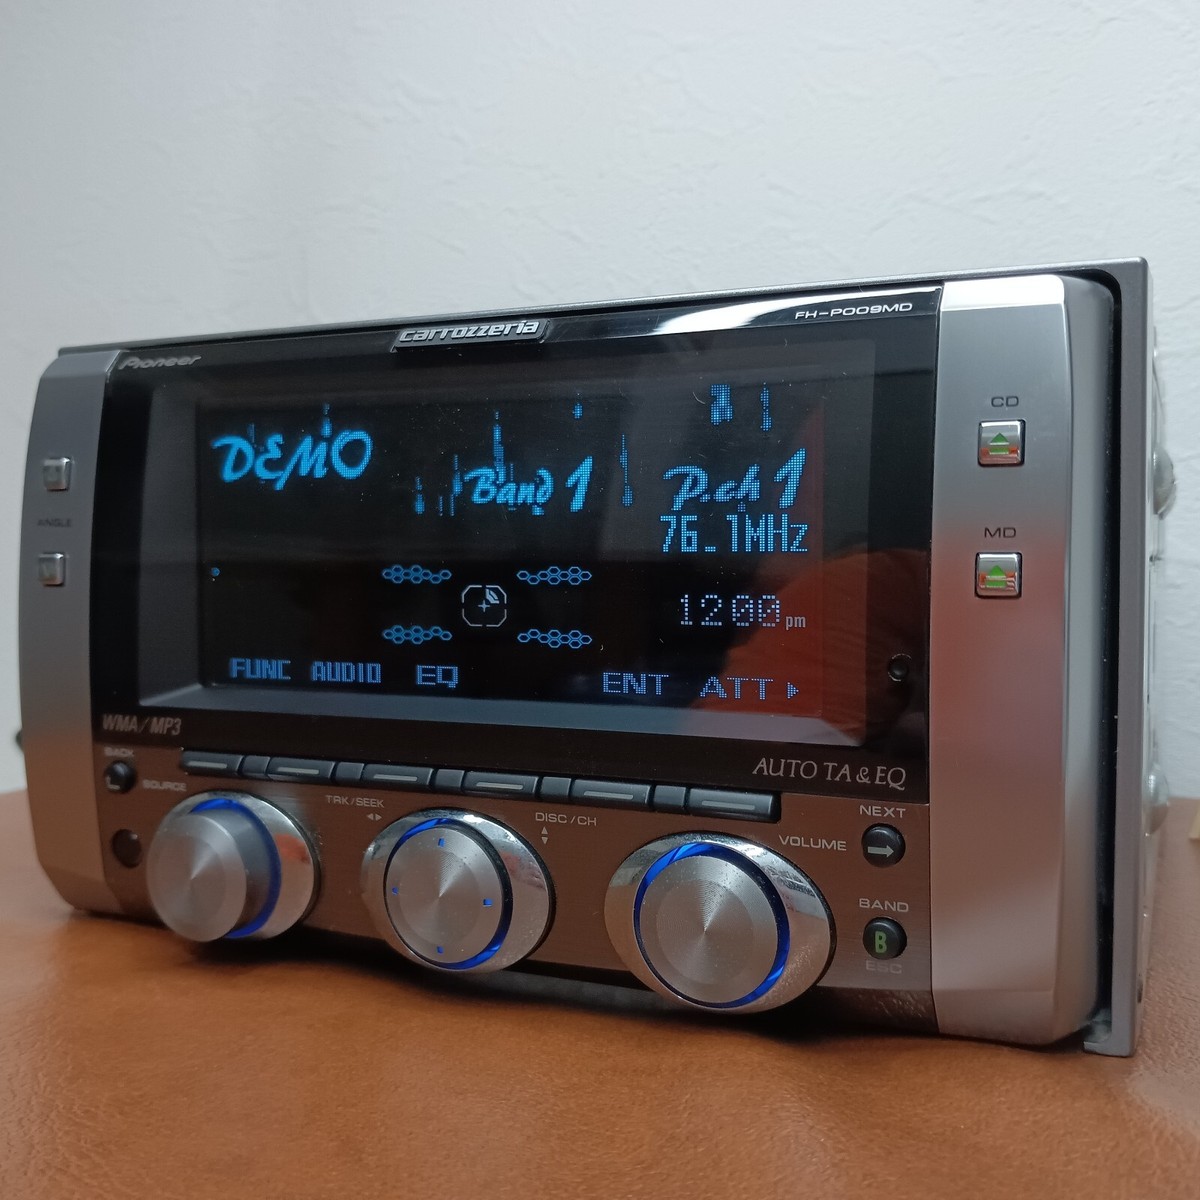 carrozzeria
FH-P009MD
Pioneer
CD
ANGLE
MD
DEMO
Band 1
P.ch 1
76.1MHz
12:00 pm
FUNC AUDIO EQ ENT ATT
WMA/MP3
AUTO TA & EQ
BACK
SOURCE
TRK/SEEK
DISC/CH
VOLUME
NEXT
BAND
B
ESC